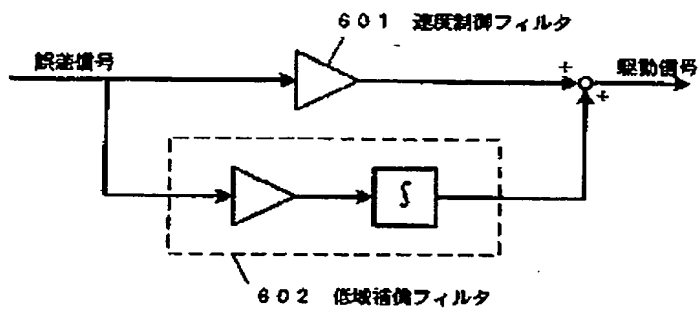 601 速度制御フィルタ
誤差信号
+
駆動信号
+
∫
602 低域補償フィルタ